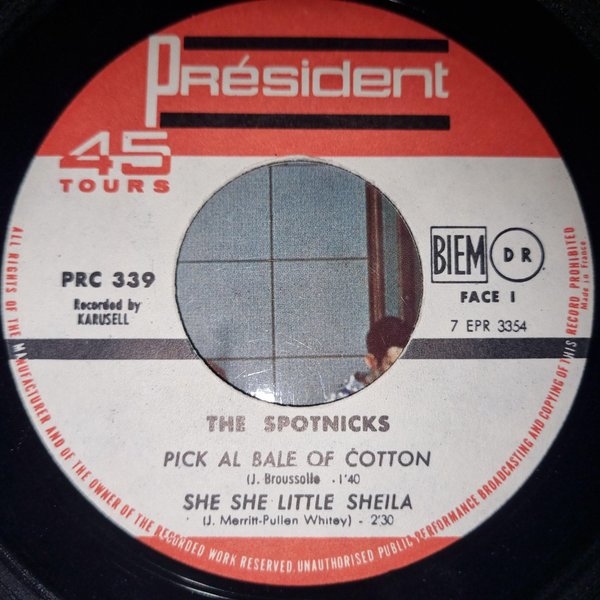 Président
45
TOURS
PRC 339
Recorded by
KARUSELL
BIEM
DR
FACE I
7 EPR 3354
THE SPOTNICKS
PICK AL BALE OF COTTON
(J. Broussolle - 1'40
SHE SHE LITTLE SHEILA
(J. Merritt-Pullen Whitey) - 2'30
ALL RIGHTS OF THE MANUFACTURER AND OF THE OWNER OF THE RECORDED WORK RESERVED. UNAUTHORISED PUBLIC PERFORMANCE BROADCASTING AND COPYING OF THIS RECORD PROHIBITED
Made in France